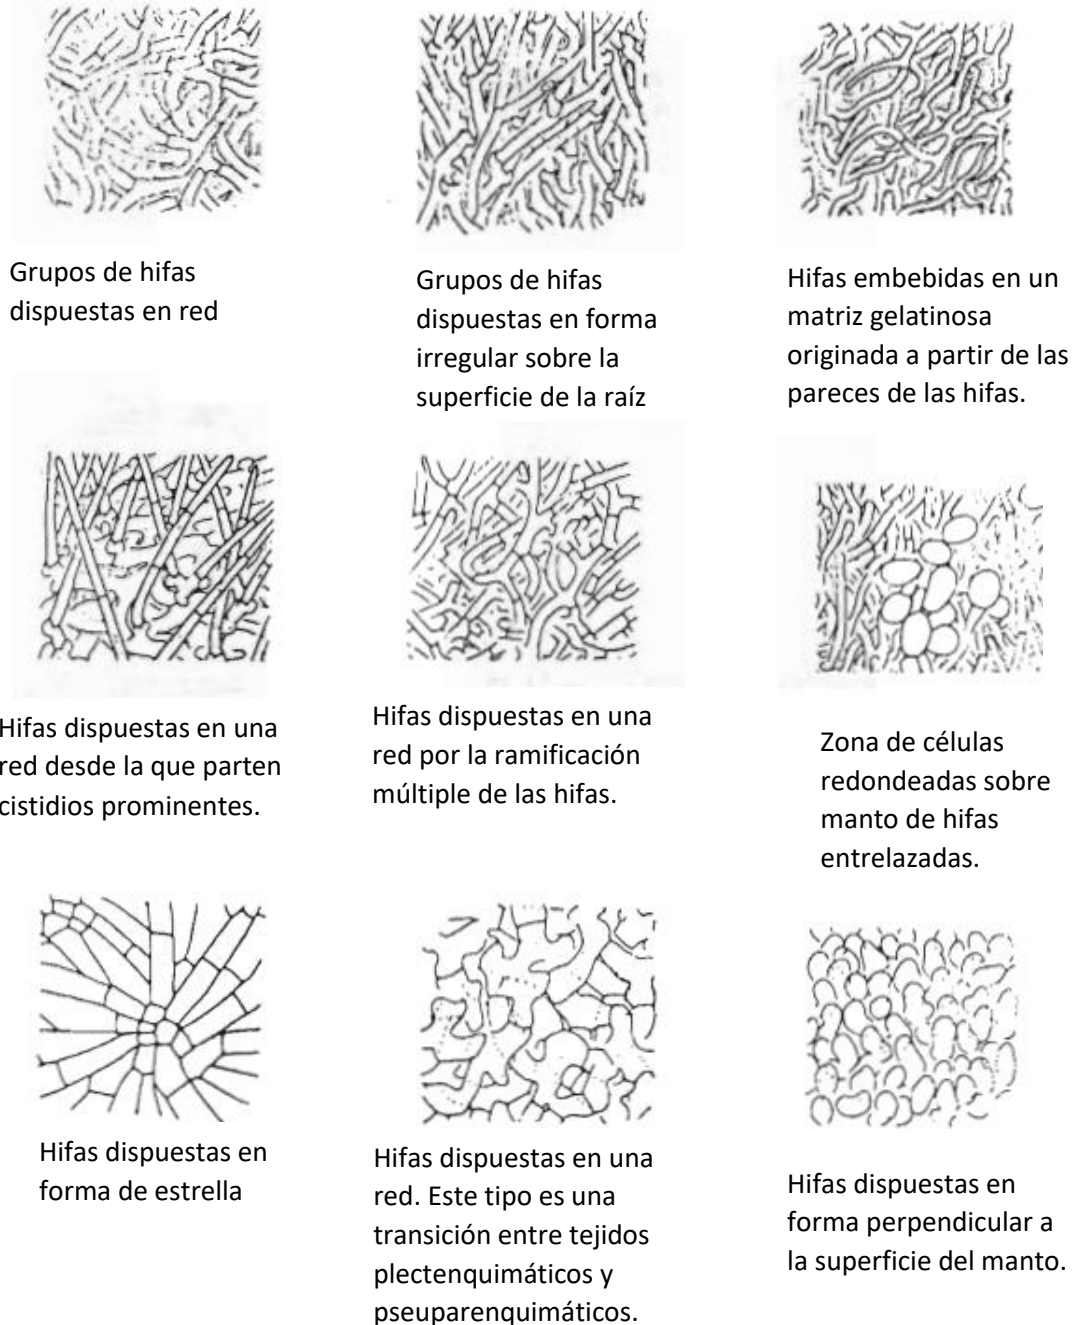 Grupos de hifas
dispuestas en red
Grupos de hifas
dispuestas en forma
irregular sobre la
superficie de la raíz
Hifas embebidas en un
matriz gelatinosa
originada a partir de las
pareces de las hifas.
Hifas dispuestas en una
red desde la que parten
cistidios prominentes.
Hifas dispuestas en una
red por la ramificación
múltiple de las hifas.
Zona de células
redondeadas sobre
manto de hifas
entrelazadas.
Hifas dispuestas en
forma de estrella
Hifas dispuestas en una
red. Este tipo es una
transición entre tejidos
plectenquimáticos y
pseuparenquimáticos.
Hifas dispuestas en
forma perpendicular a
la superficie del manto.